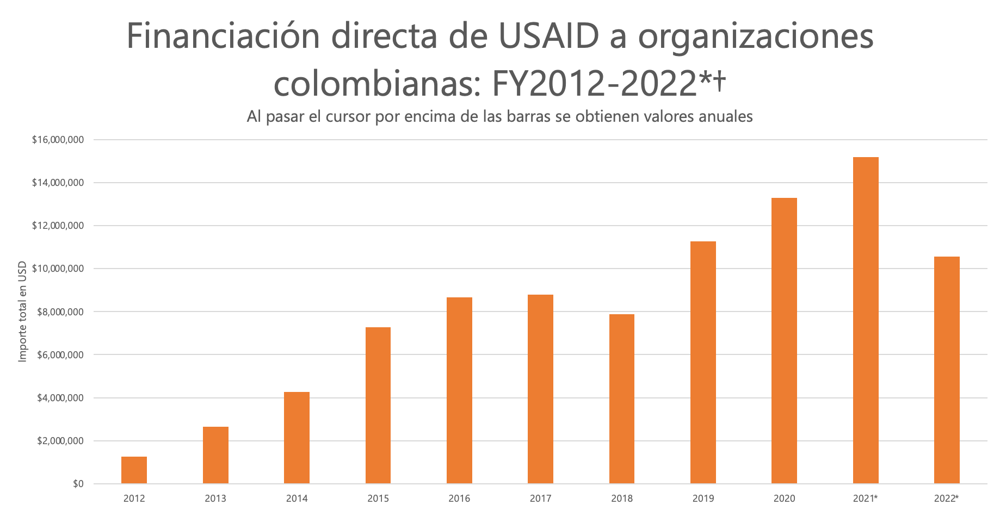 Financiación directa de USAID a organizaciones
colombianas: FY2012-2022*†
Al pasar el cursor por encima de las barras se obtienen valores anuales
Importe total en USD
$16,000,000
$14,000,000
$12,000,000
$10,000,000
$8,000,000
$6,000,000
$4,000,000
$2,000,000
$0
2012 2013 2014 2015 2016 2017 2018 2019 2020 2021* 2022*